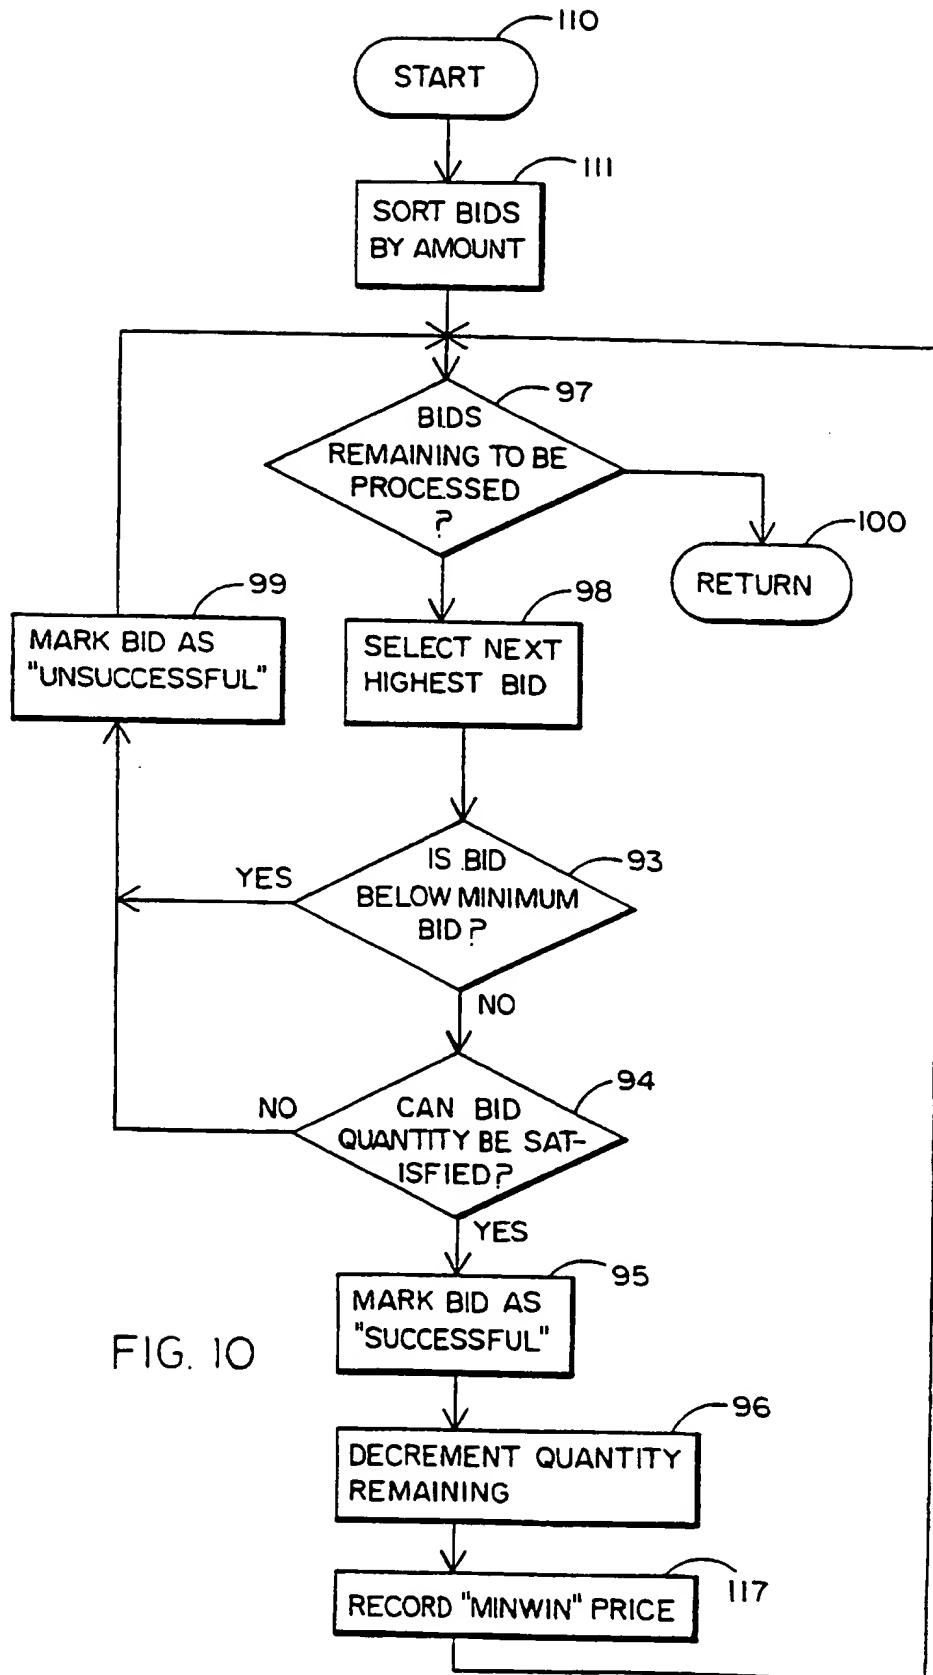 110
START
111
SORT BIDS
BY AMOUNT
97
BIDS
REMAINING TO BE
PROCESSED
?
100
RETURN
99
MARK BID AS
"UNSUCCESSFUL"
98
SELECT NEXT
HIGHEST BID
93
YES
IS BID
BELOW MINIMUM
BID?
NO
94
NO
CAN BID
QUANTITY BE SAT-
ISFIED?
YES
95
MARK BID AS
"SUCCESSFUL"
FIG. 10
96
DECREMENT QUANTITY
REMAINING
117
RECORD "MINWIN" PRICE